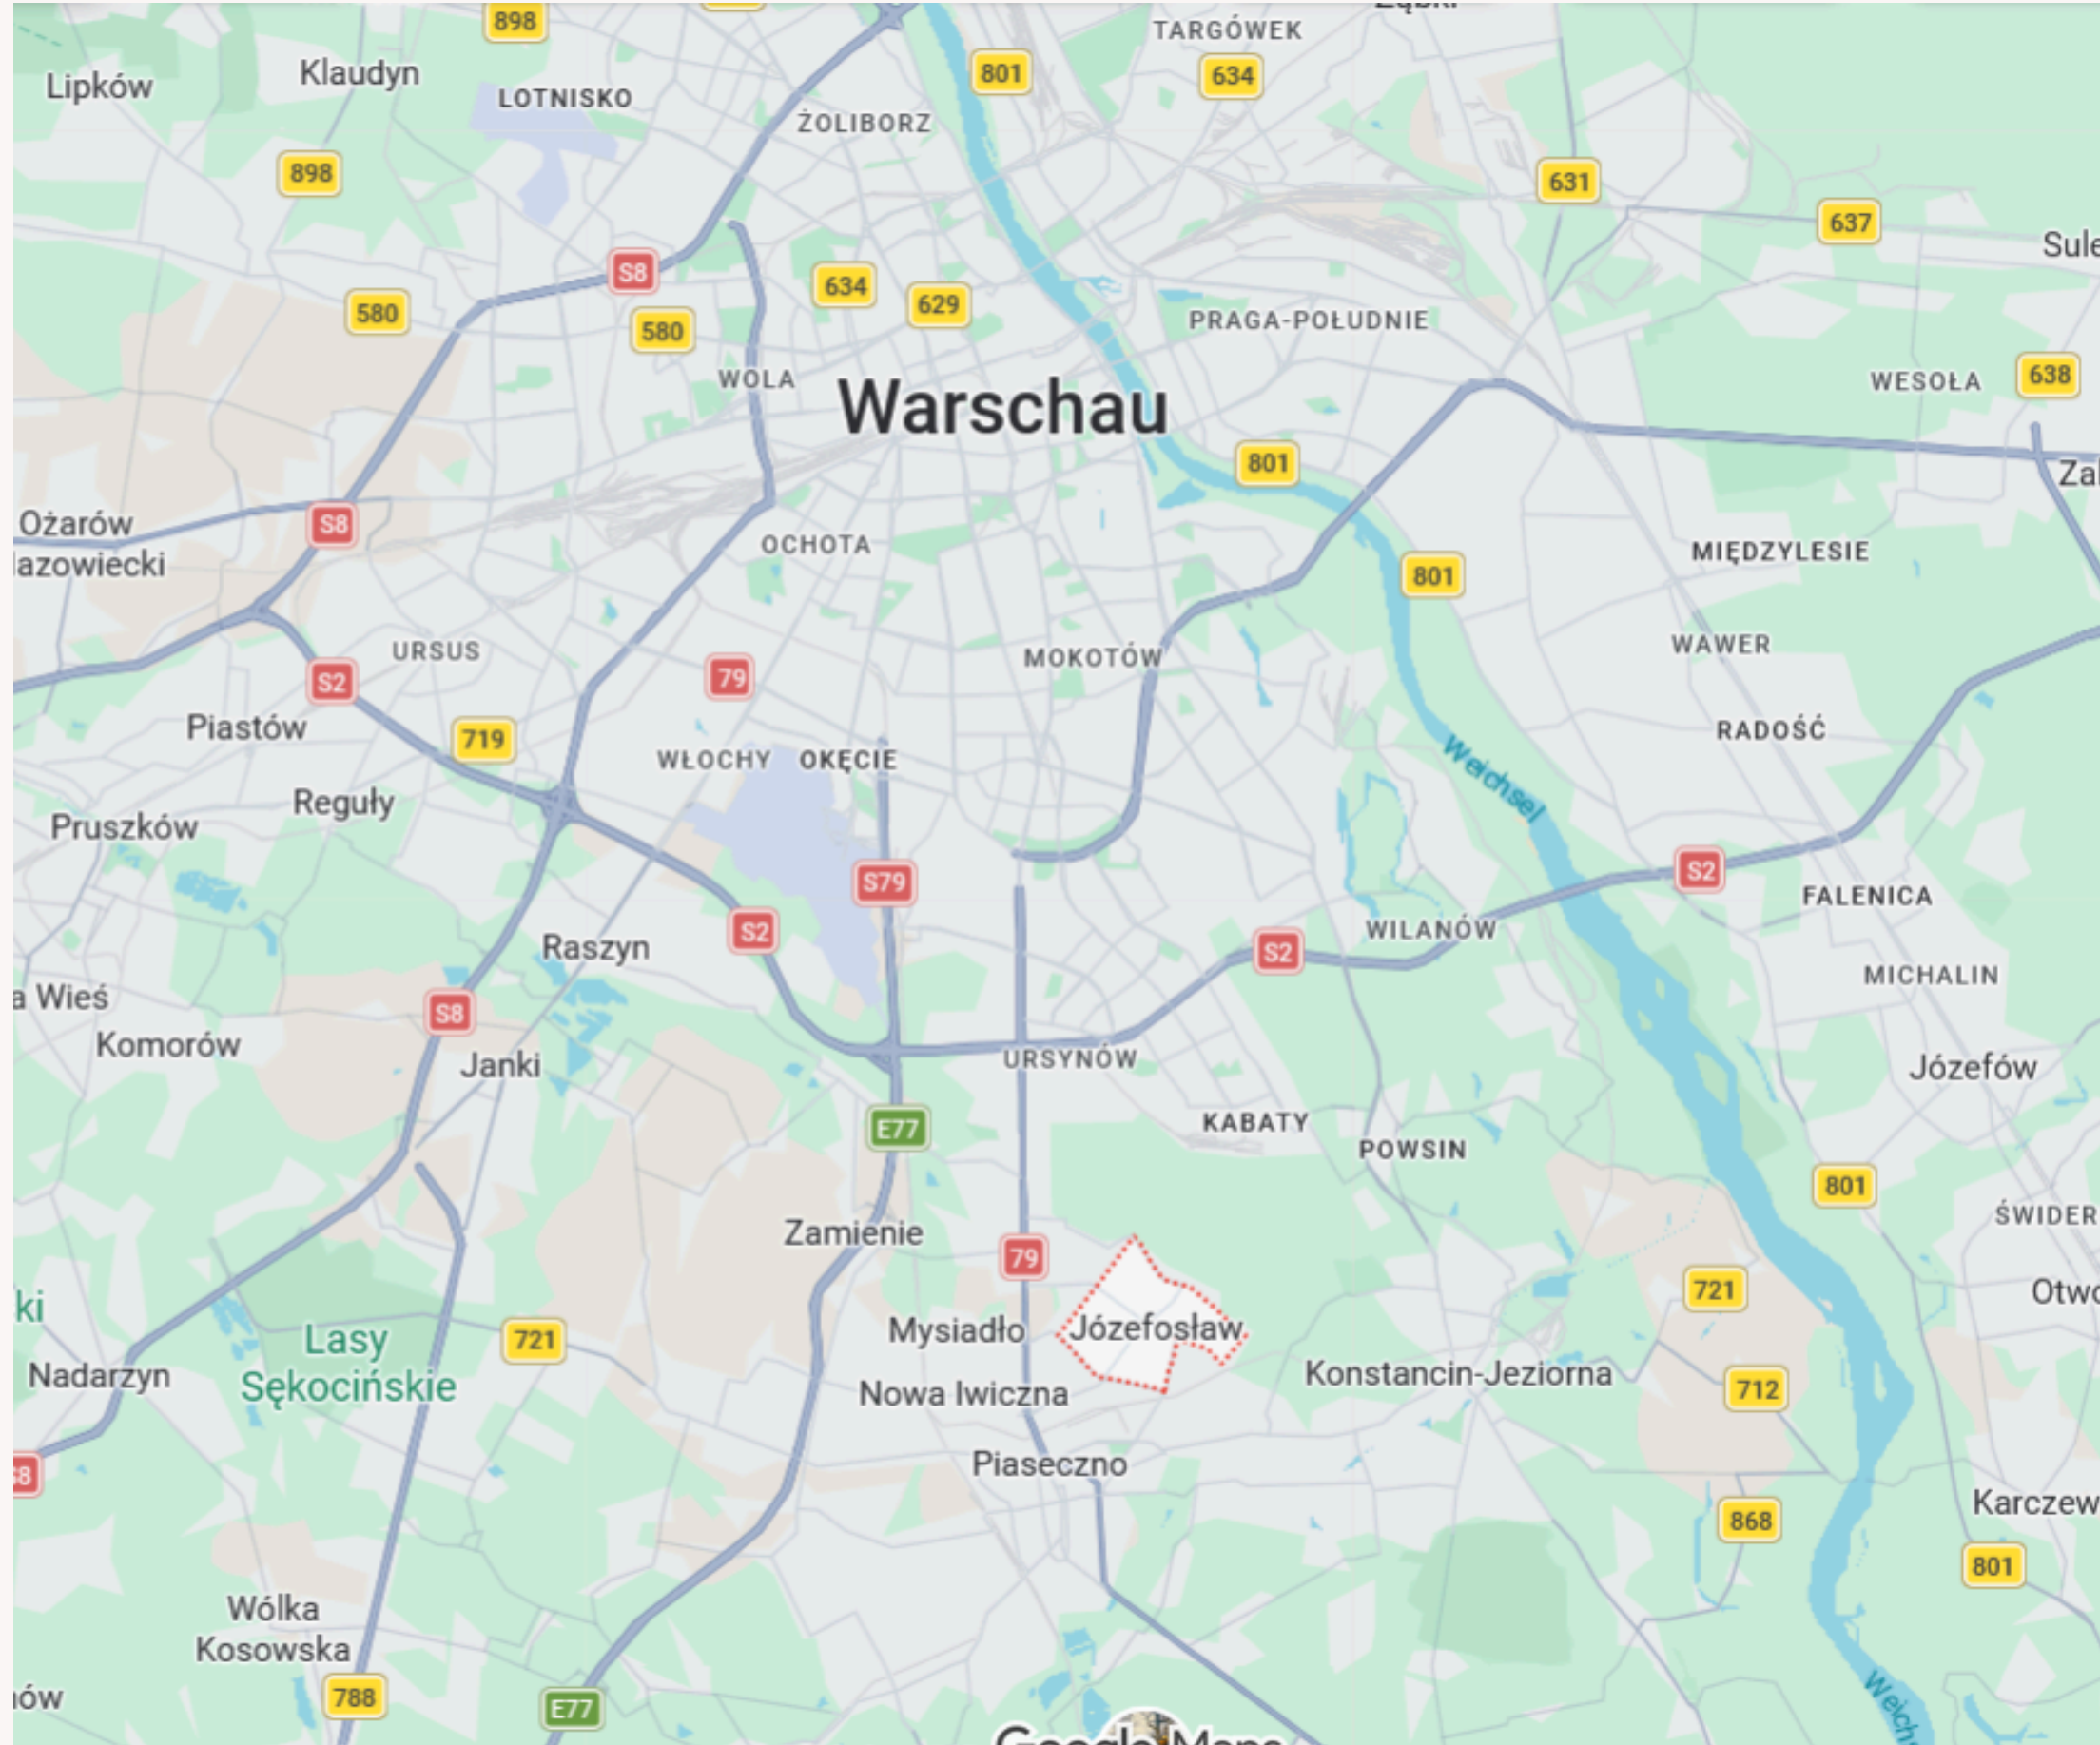 898
801
TARGÓWEK
634
Lipków
Klaudyn
LOTNISKO
ŻOLIBORZ
898
631
637
S8
580
634
629
580
PRAGA-POŁUDNIE
WOLA
Warschau
WESOŁA
638
801
S8
Ożarów
OCHOTA
MIĘDZYLESIE
801
URSUS
MOKOTÓW
WAWER
S2
79
Piastów
719
WŁOCHY
OKĘCIE
RADOŚĆ
Weichsel
Reguły
Pruszków
S79
S2
FALENICA
S2
Raszyn
S2
WILANÓW
MICHALIN
a Wieś
S8
Komorów
Janki
URSYNÓW
Józefów
E77
KABATY
POWSIN
801
ŚWIDER
Zamienie
79
721
Mysiadło
Józefosław
721
Lasy
Sękocińskie
Nadarzyn
Konstancin-Jeziorna
712
Nowa Iwiczna
Piaseczno
Karczew
868
801
Wólka
Kosowska
788
E77
Google Maps